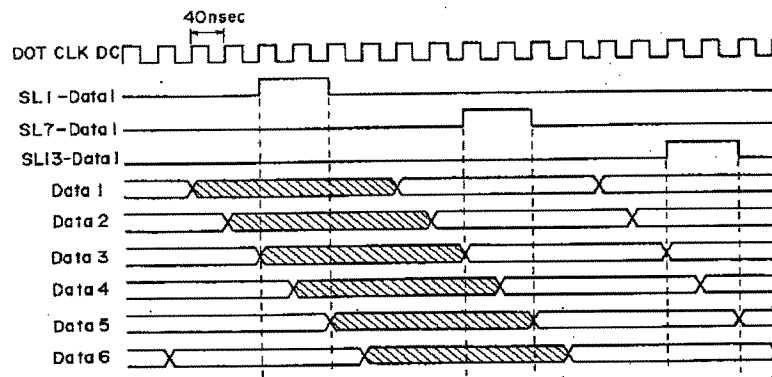 40nsec
DOT CLK DC
SL1-Data1
SL7-Data1
SL13-Data1
Data 1
Data 2
Data 3
Data 4
Data 5
Data 6